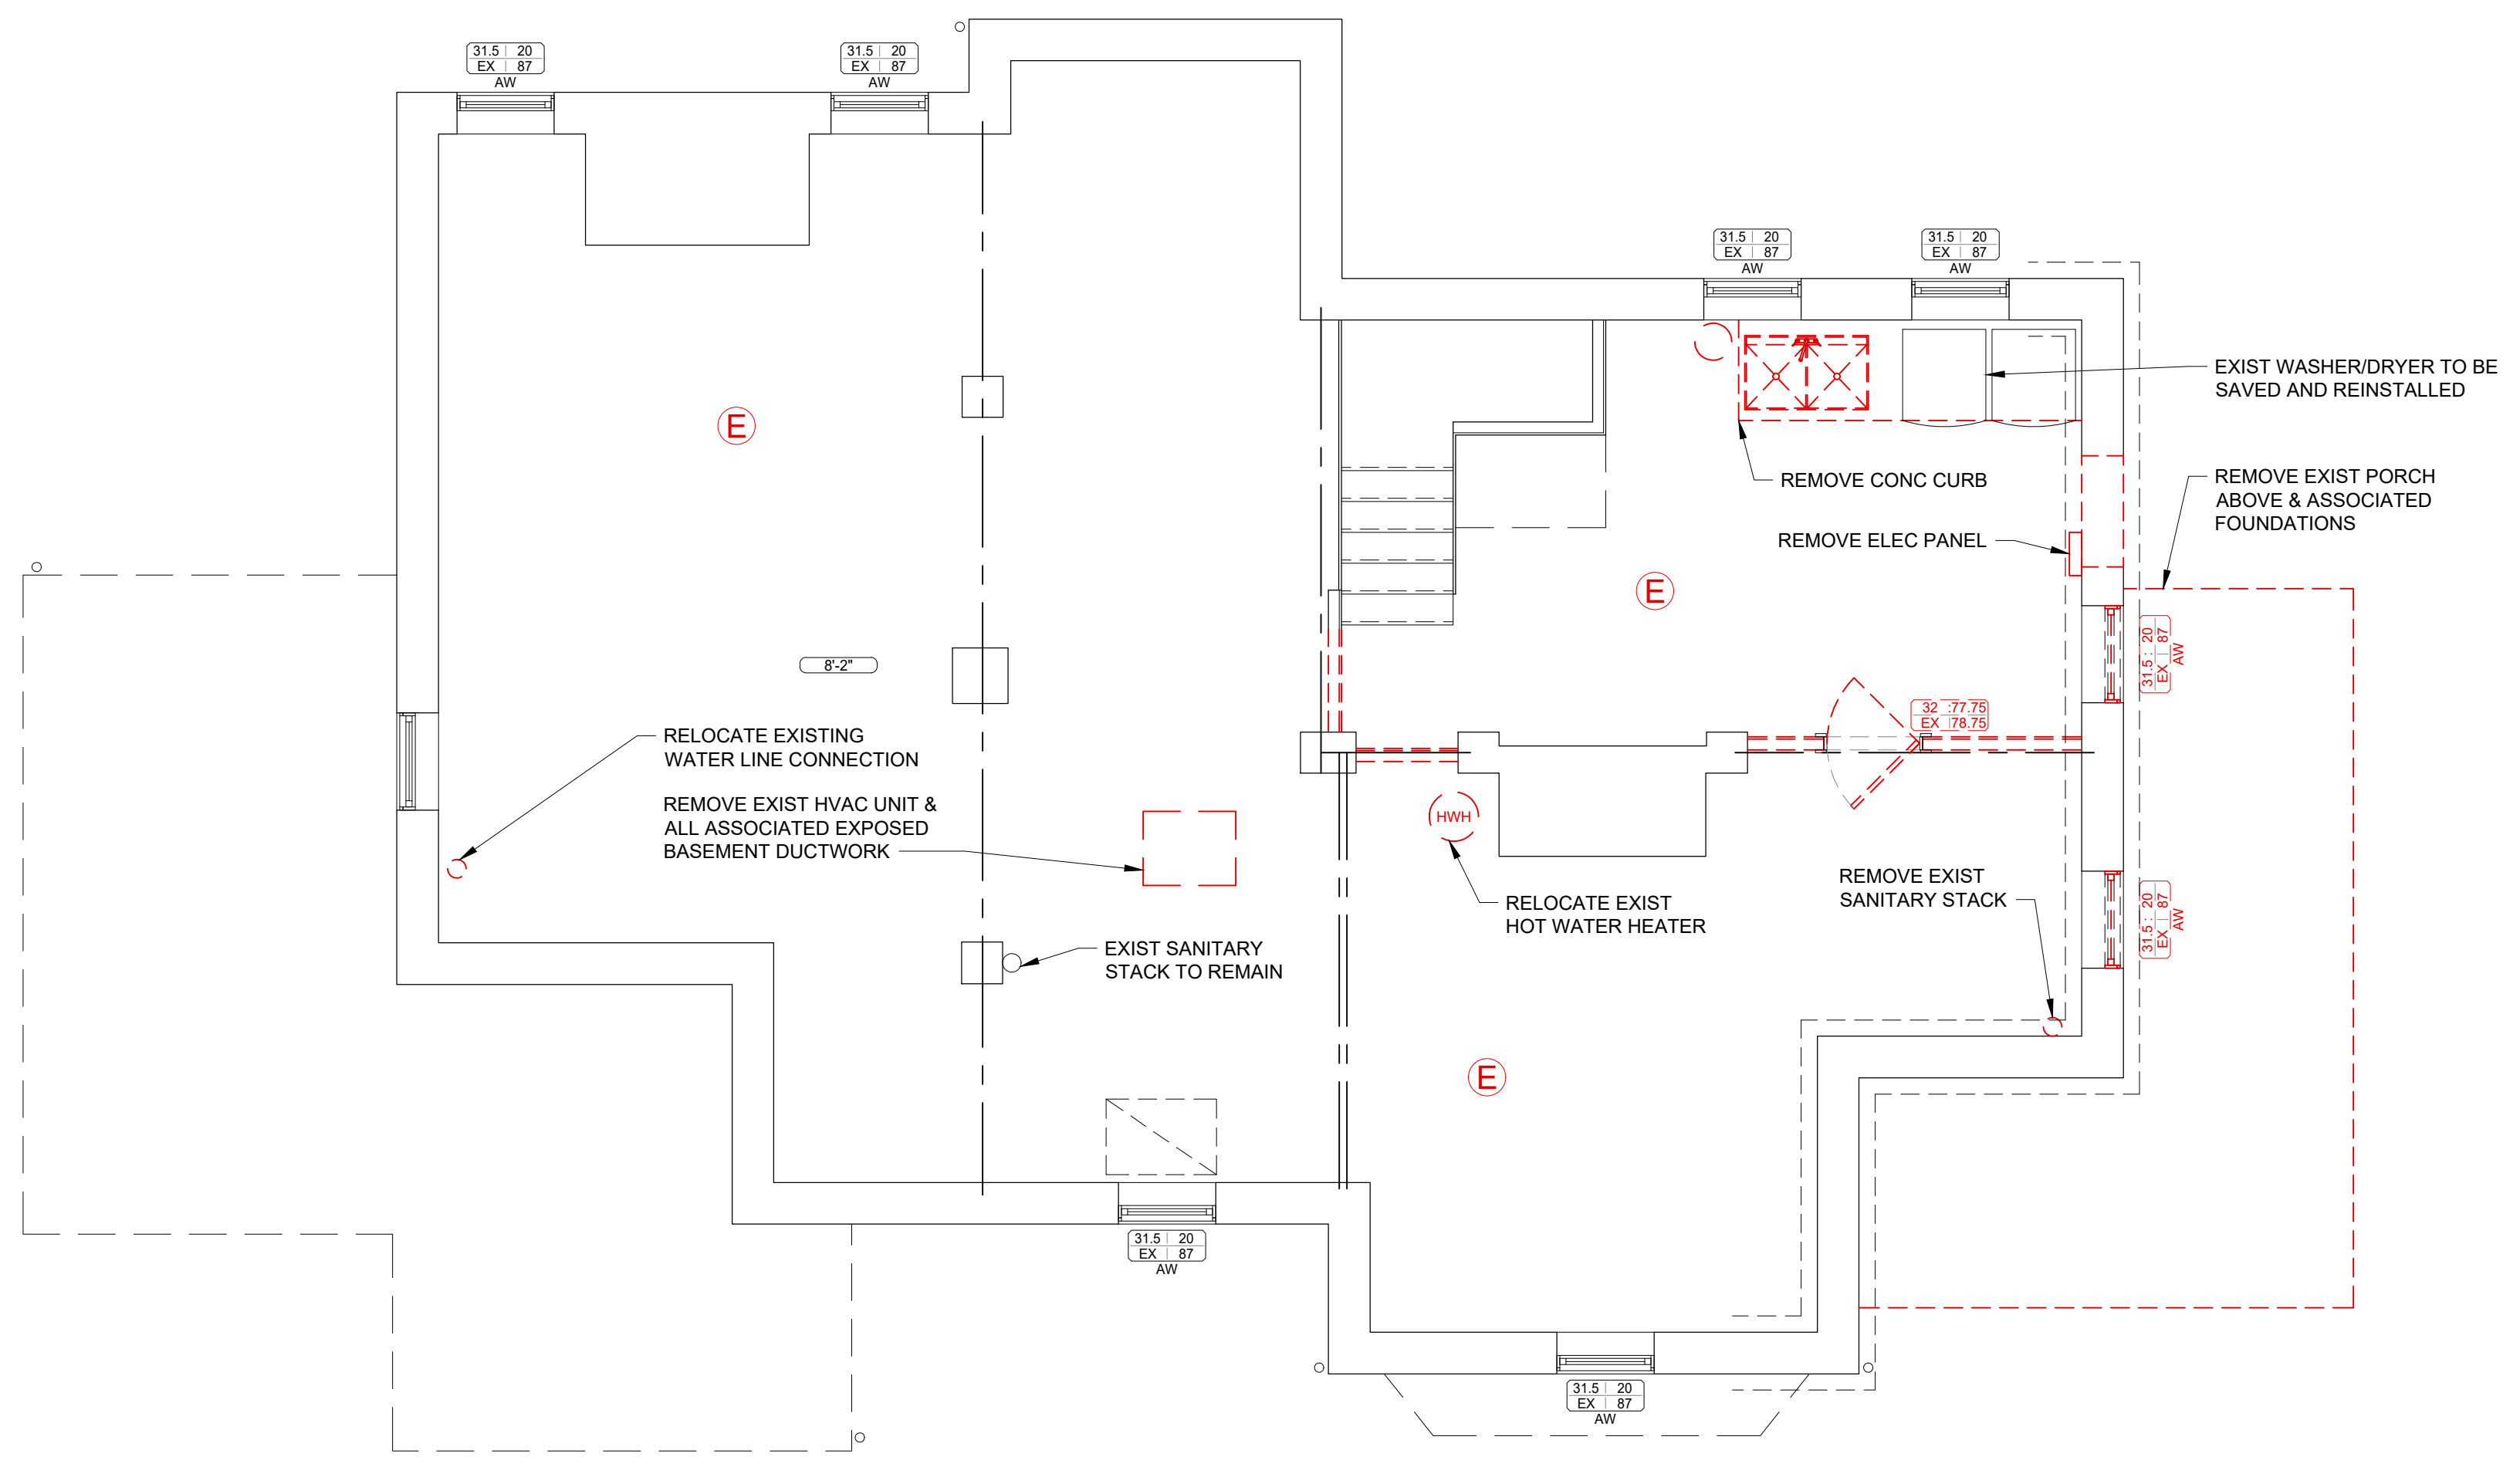 31.5 20
EX 87
AW
31.5 20
EX 87
AW
31.5 20
EX 87
AW
31.5 20
EX 87
AW
EXIST WASHER/DRYER TO BE
SAVED AND REINSTALLED
E
REMOVE CONC CURB
REMOVE EXIST PORCH
ABOVE & ASSOCIATED
FOUNDATIONS
REMOVE ELEC PANEL
E
31.5 20
EX 87
AW
8'-2"
32 77.75
EX 78.75
RELOCATE EXISTING
WATER LINE CONNECTION
REMOVE EXIST HVAC UNIT &
ALL ASSOCIATED EXPOSED
BASEMENT DUCTWORK
HWH
RELOCATE EXIST
HOT WATER HEATER
REMOVE EXIST
SANITARY STACK
31.5 20
EX 87
AW
EXIST SANITARY
STACK TO REMAIN
E
31.5 20
EX 87
AW
31.5 20
EX 87
AW